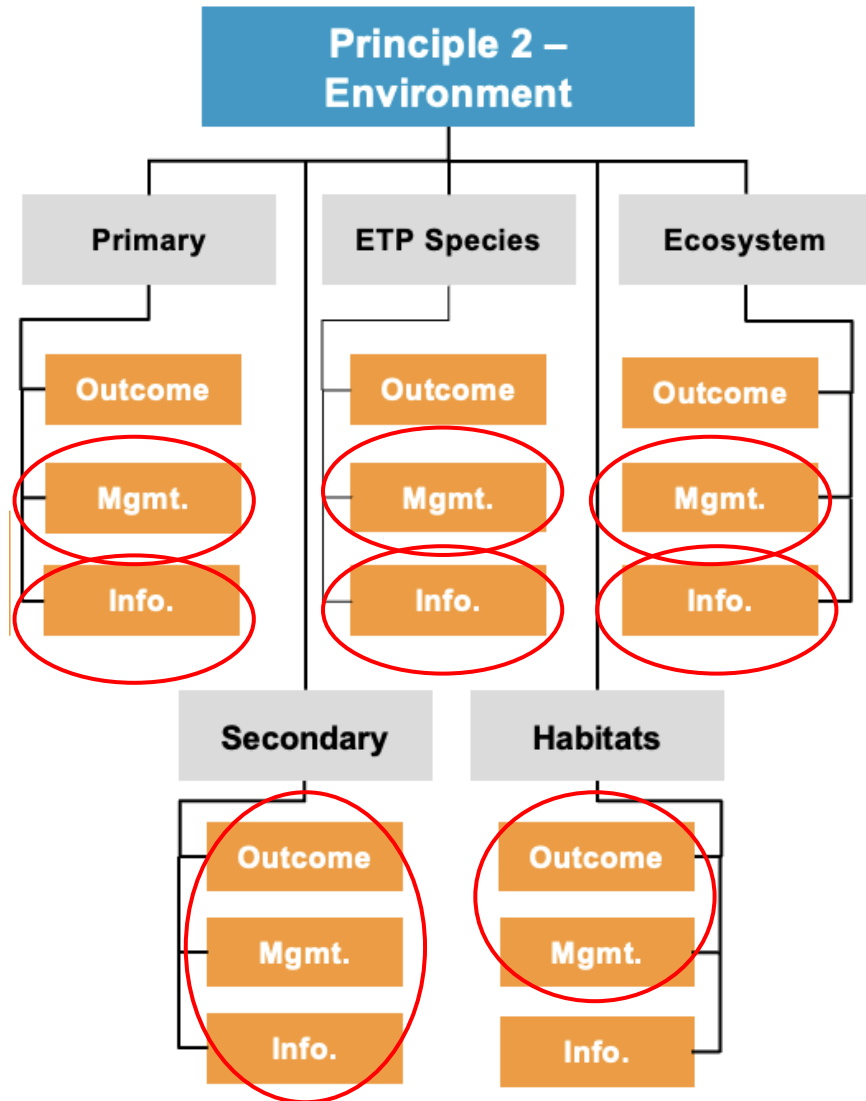 Principle 2 –
Environment
Primary
ETP Species
Ecosystem
Outcome
Outcome
Outcome
Mgmt.
Mgmt.
Mgmt.
Info.
Info.
Info.
Secondary
Habitats
Outcome
Outcome
Mgmt.
Mgmt.
Info.
Info.